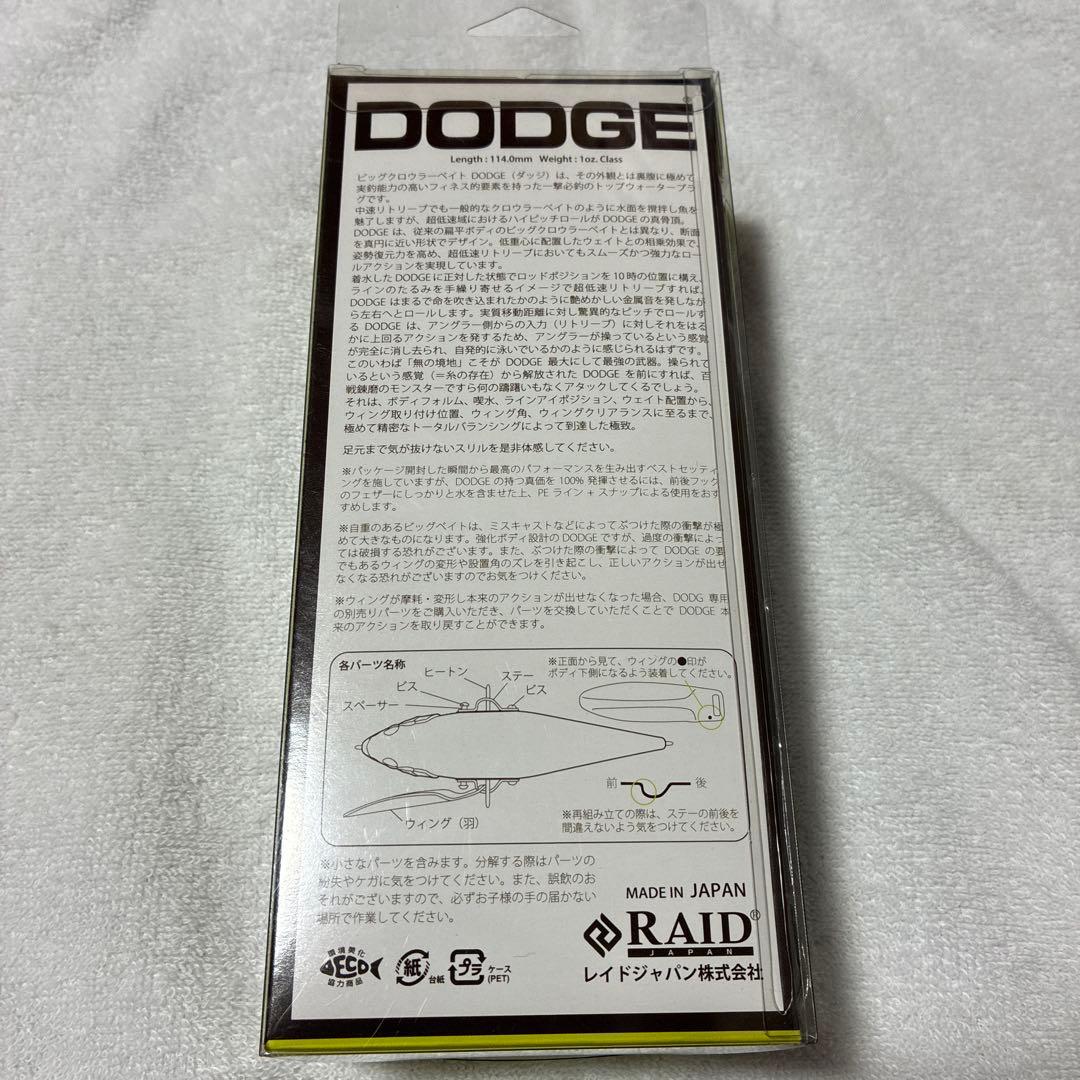 DODGE
Length : 114.0mm Weight : 1oz. Class
ビッグクロウラーベイト DODGE（ダッジ）は、その外観とは裏腹に極めて
実釣能力の高いフィネス的要素を持った一撃必釣のトップウォータープラ
グです。
中速リトリーブでも一般的なクロウラーベイトのように水面を撹拌し魚を
魅了しますが、超低速域におけるハイピッチロールが DODGE の真骨頂。
DODGE は、従来の扁平ボディのビッグクロウラーベイトとは異なり、断面
を真円に近い形状でデザイン。低重心に配置したウェイトとの相乗効果で、
姿勢復元力を高め、超低速リトリーブにおいてもスムーズかつ強力なロー
ルアクションを実現しています。
着水した DODGE に正対した状態でロッドポジションを 10 時の位置に構え、
ラインのたるみを手繰り寄せるイメージで超低速リトリーブすれば、
DODGE はまるで命を吹き込まれたかのように艶めかしい金属音を発しなが
ら左右へとロールします。実質移動距離に対し驚異的なピッチでロールす
る DODGE は、アングラー側からの入力（リトリーブ）に対しそれをはる
かに上回るアクションを発するため、アングラーが操っているという感覚
が完全に消し去られ、自発的に泳いでいるかのように感じられるはずです。
このいわば「無の境地」こそが DODGE 最大にして最強の武器。操られて
いるという感覚（＝糸の存在）から解放された DODGE を前にすれば、百
戦錬磨のモンスターですら何の躊躇いもなくアタックしてくるでしょう。
それは、ボディフォルム、喫水、ラインアイポジション、ウェイト配置から、
ウィング取り付け位置、ウィング角、ウィングクリアランスに至るまで、
極めて精密なトータルバランシングによって到達した極致。
足元まで気が抜けないスリルを是非体感してください。
※パッケージ開封した瞬間から最高のパフォーマンスを生み出すベストセッティ
ングを施していますが、DODGE の持つ真価を 100% 発揮させるには、前後フック
のフェザーにしっかりと水を含ませた上、PE ライン + スナップによる使用をおす
すめします。
※自重のあるビッグベイトは、ミスキャストなどによってぶつけた際の衝撃が極
めて大きなものになります。強化ボディ設計の DODGE ですが、過度の衝撃によっ
ては破損する恐れがございます。また、ぶつけた際の衝撃によって DODGE の要
でもあるウィングの変形や設置角のズレを引き起こし、正しいアクションが出せ
なくなる恐れがございますのでお気をつけください。
※ウィングが摩耗・変形し本来のアクションが出せなくなった場合、DODG 専用
の別売りパーツをご購入いただき、パーツを交換していただくことで DODGE 本
来のアクションを取り戻すことができます。
各パーツ名称
ヒートン
ステー
ビス
ビス
スペーサー
ウィング（羽）
※正面から見て、ウィングの●印が
ボディ下側になるよう装着してください。
前
後
※再組み立ての際は、ステーの前後を
間違えないよう気をつけてください。
※小さなパーツを含みます。分解する際はパーツの
紛失やケガに気をつけてください。また、誤飲のお
それがございますので、必ずお子様の手の届かない
場所で作業してください。
MADE IN JAPAN
RAID®
JAPAN
レイドジャパン株式会社
環境美化
ECO
協力商品
紙
台紙
プラ
ケース
(PET)